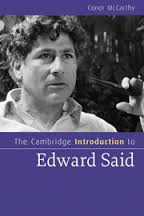 Conor McCarthy
The Cambridge Introduction to
Edward Said